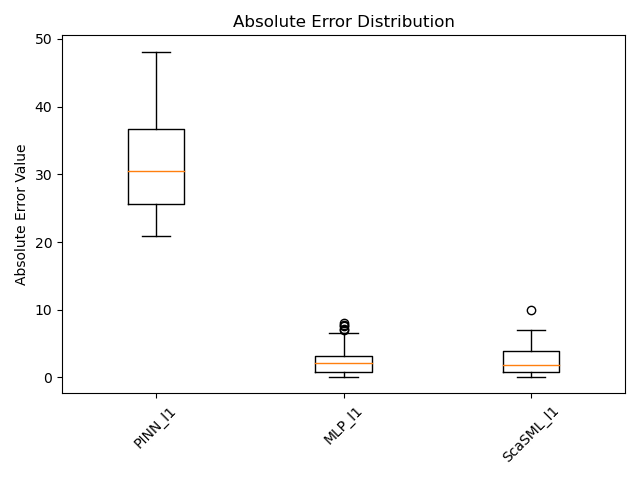 Absolute Error Distribution
50
40
30
20
10
0
Absolute Error Value
PINN_l1
MLP_l1
ScaSML_l1